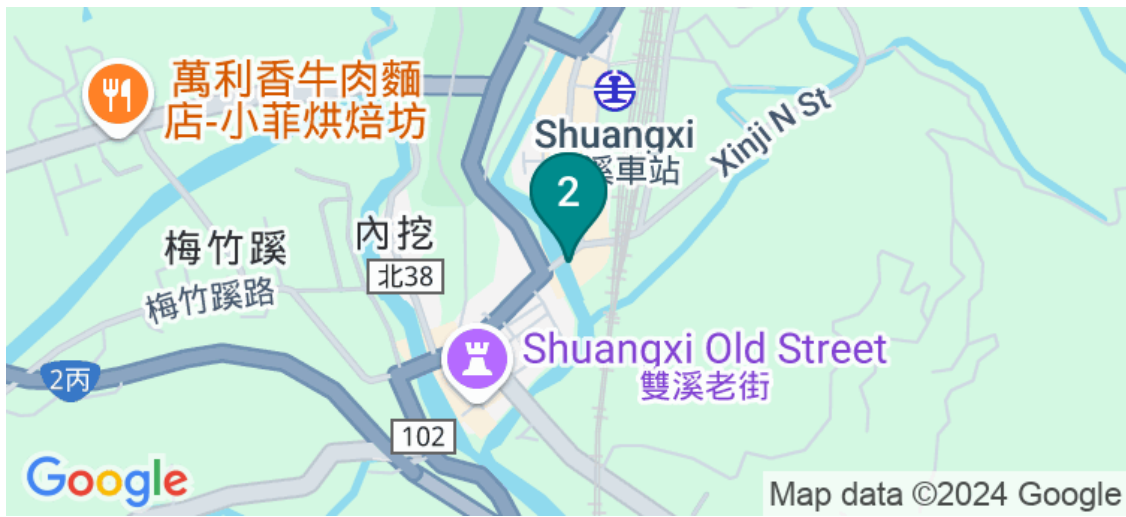 萬利香牛肉麵
店-小菲烘焙坊
Shuangxi
溪車站
Xinji N St
2
內挖
梅竹蹊
北38
梅竹蹊路
Shuangxi Old Street
雙溪老街
2丙
102
Google
Map data ©2024 Google